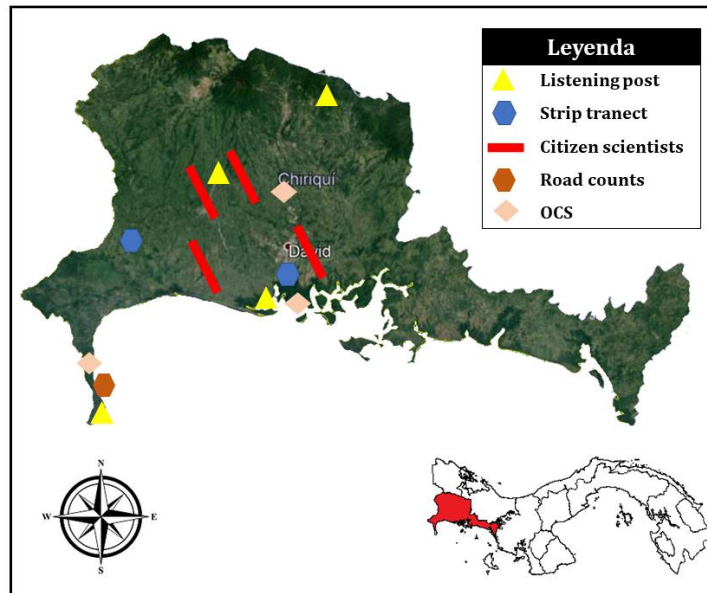 Leyenda
Listening post
Strip tranect
Citizen scientists
Road counts
OCS
Chiriquí
David
N
W
E
S